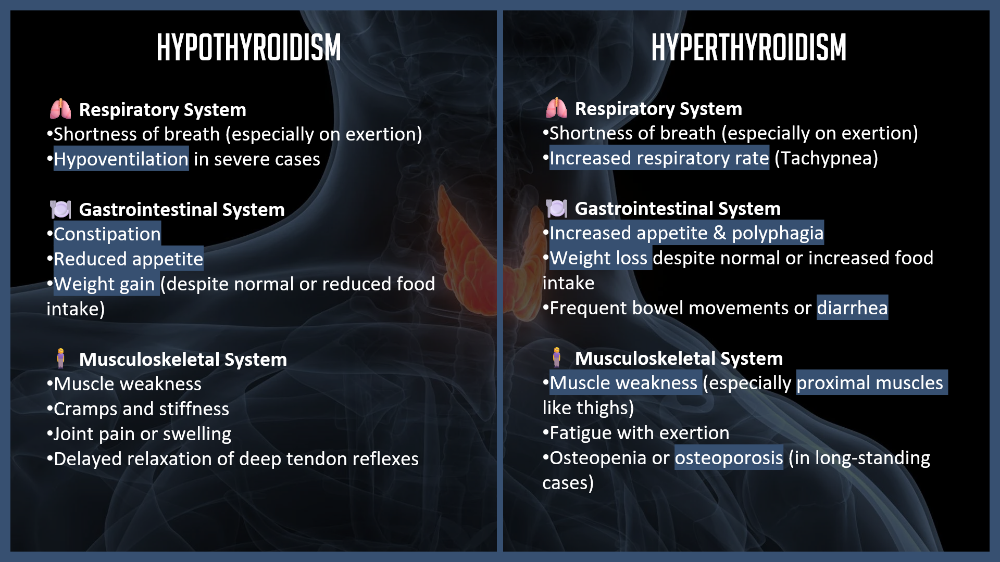 HYPOTHYROIDISM
Respiratory System
•Shortness of breath (especially on exertion)
•Hypoventilation in severe cases
Gastrointestinal System
•Constipation
•Reduced appetite
•Weight gain (despite normal or reduced food
intake)
Musculoskeletal System
•Muscle weakness
•Cramps and stiffness
•Joint pain or swelling
•Delayed relaxation of deep tendon reflexes
HYPERTHYROIDISM
Respiratory System
•Shortness of breath (especially on exertion)
•Increased respiratory rate (Tachypnea)
Gastrointestinal System
•Increased appetite & polyphagia
•Weight loss despite normal or increased food
intake
•Frequent bowel movements or diarrhea
Musculoskeletal System
•Muscle weakness (especially proximal muscles
like thighs)
•Fatigue with exertion
•Osteopenia or osteoporosis (in long-standing
cases)